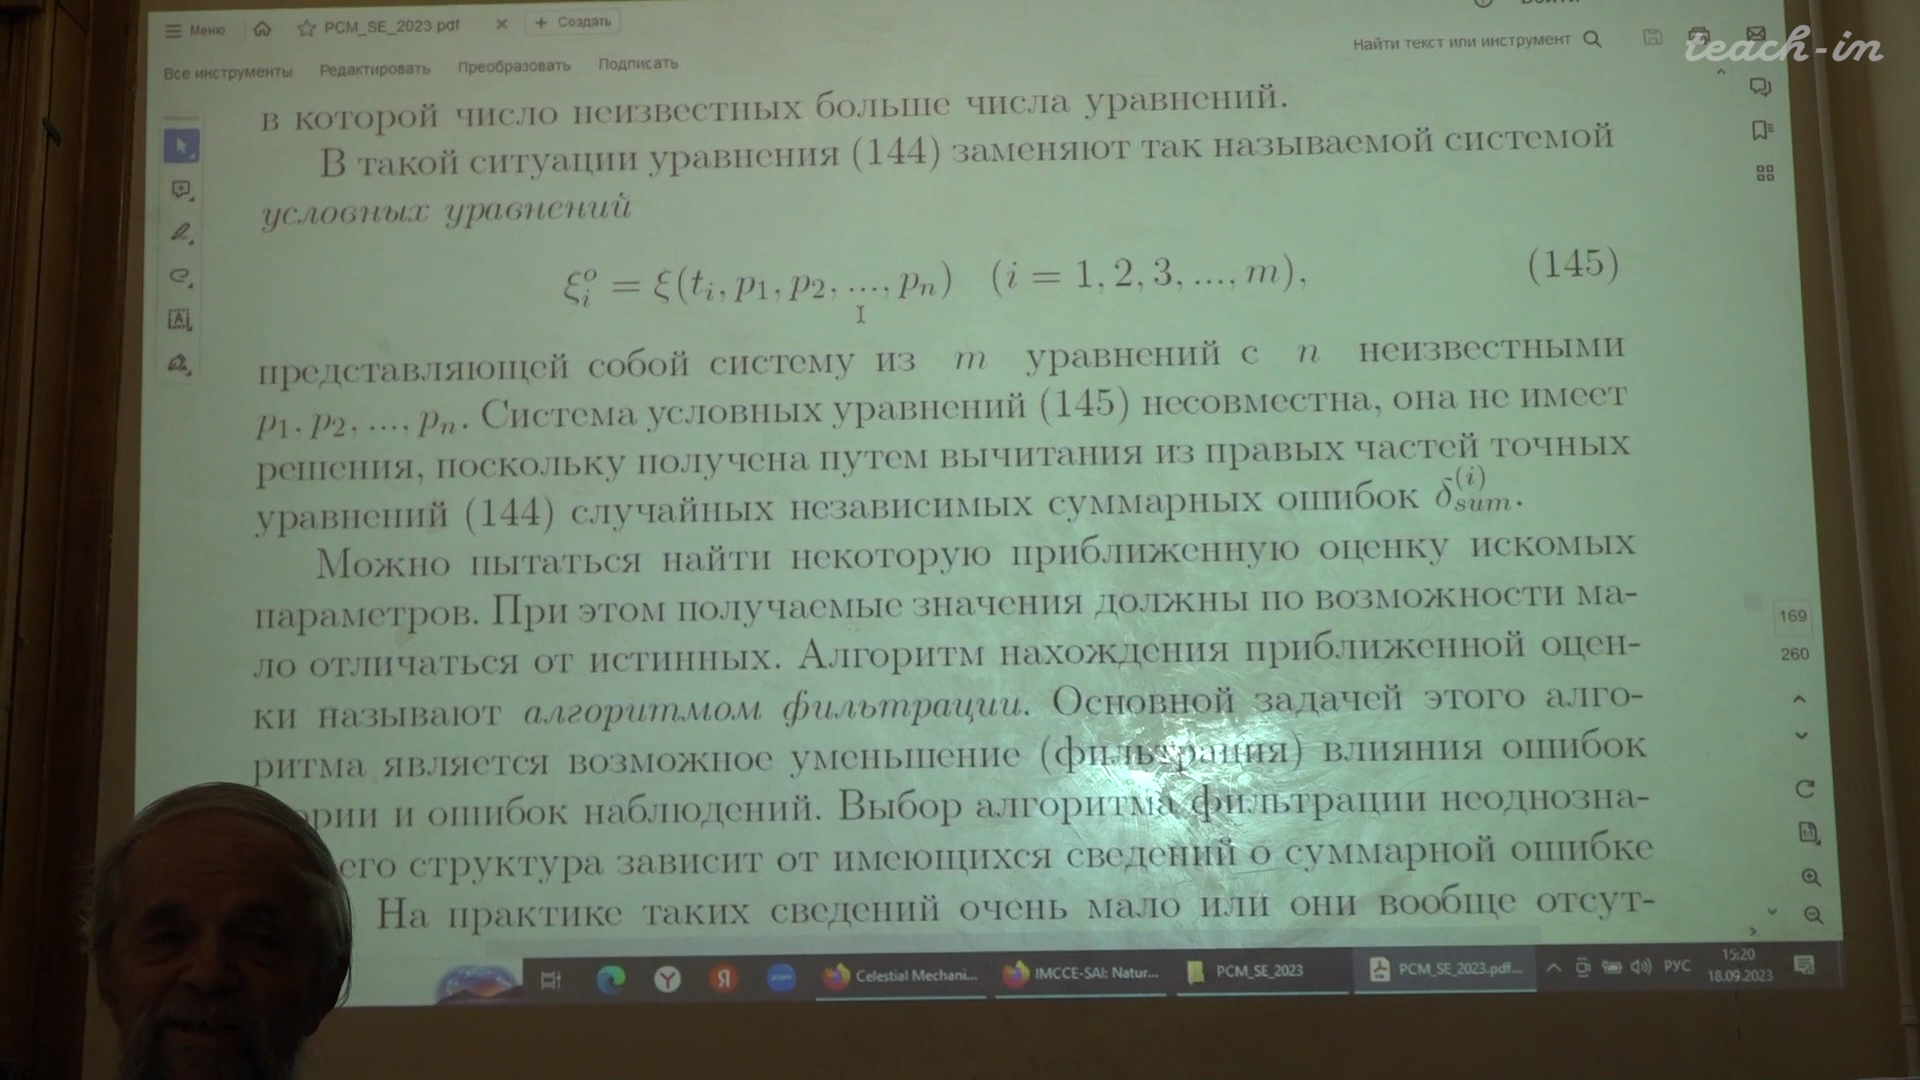 Меню PCM_SE_2023.pdf Создать
teach-in
Найти текст или инструмент
Все инструменты Редактировать Преобразовать Подписать
в которой число неизвестных больше числа уравнений.
В такой ситуации уравнения (144) заменяют так называемой системой
условных уравнений
ξ_i^o = ξ(t_i, p_1, p_2, ..., p_n) (i = 1, 2, 3, ..., m), (145)
представляющей собой систему из m уравнений с n неизвестными
p_1, p_2, ..., p_n. Система условных уравнений (145) несовместна, она не имеет
решения, поскольку получена путем вычитания из правых частей точных
уравнений (144) случайных независимых суммарных ошибок δ_{sum}^{(i)}.
Можно пытаться найти некоторую приближенную оценку искомых
параметров. При этом получаемые значения должны по возможности ма-
ло отличаться от истинных. Алгоритм нахождения приближенной оцен-
ки называют алгоритмом фильтрации. Основной задачей этого алго-
ритма является возможное уменьшение (фильтрация) влияния ошибок
ории и ошибок наблюдений. Выбор алгоритма фильтрации неоднозна-
его структура зависит от имеющихся сведений о суммарной ошибке
На практике таких сведений очень мало или они вообще отсут-
169
260
Celestial Mechani... IMCCE-SAI: Natur... PCM_SE_2023 PCM_SE_2023.pdf... РУС 15:20
18.09.2023